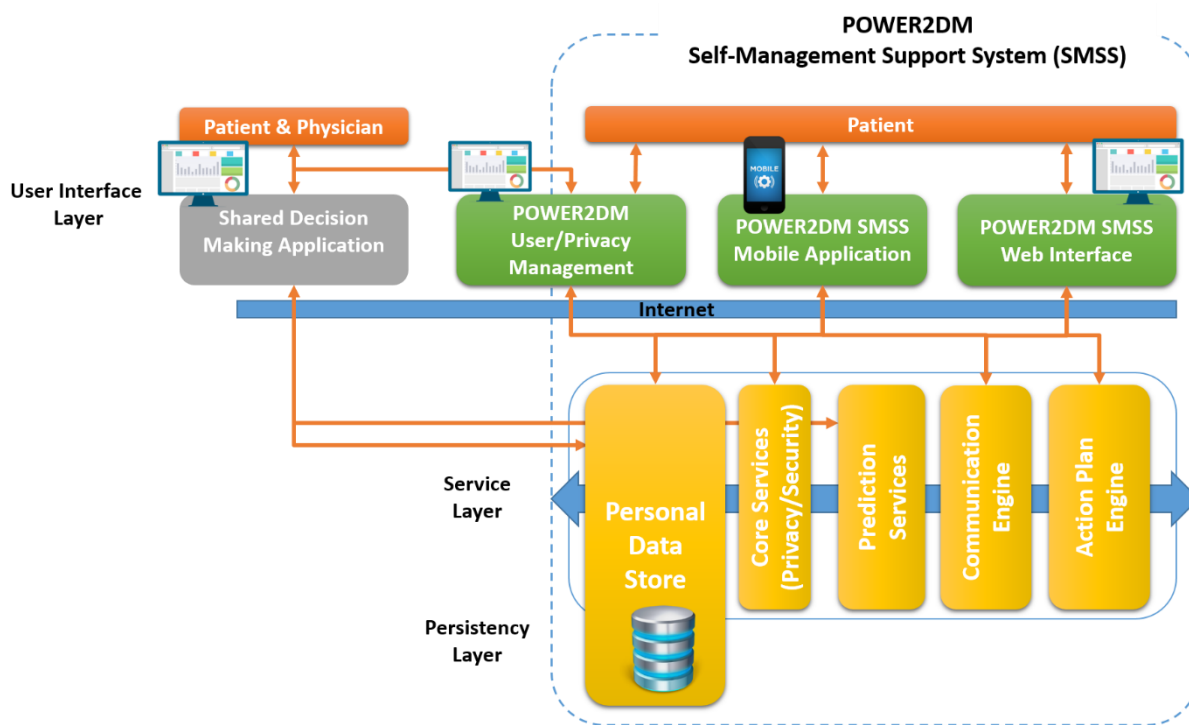 POWER2DM
Self-Management Support System (SMSS)
Patient & Physician
Patient
User Interface
Layer
Shared Decision
Making Application
POWER2DM
User/Privacy
Management
MOBILE
POWER2DM SMSS
Mobile Application
POWER2DM SMSS
Web Interface
Internet
Service
Layer
Personal
Data
Store
Core Services
(Privacy/Security)
Prediction
Services
Communication
Engine
Action Plan
Engine
Persistency
Layer